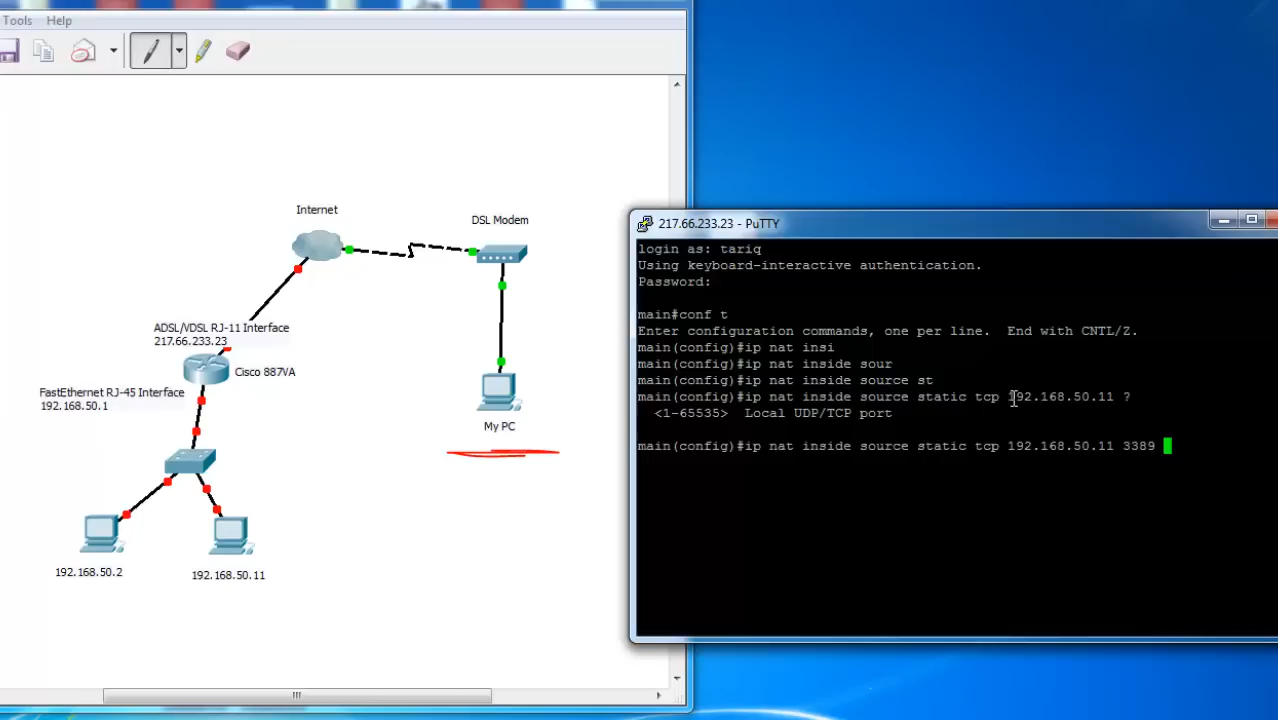 Tools Help
Internet
DSL Modem
ADSL/VDSL RJ-11 Interface
217.66.233.23
Cisco 887VA
FastEthernet RJ-45 Interface
192.168.50.1
My PC
192.168.50.2
192.168.50.11
217.66.233.23 - PuTTY
login as: tariq
Using keyboard-interactive authentication.
Password:
main#conf t
Enter configuration commands, one per line.  End with CNTL/Z.
main(config)#ip nat insi
main(config)#ip nat inside sour
main(config)#ip nat inside source st
main(config)#ip nat inside source static tcp 192.168.50.11 ?
<1-65535>  Local UDP/TCP port
main(config)#ip nat inside source static tcp 192.168.50.11 3389